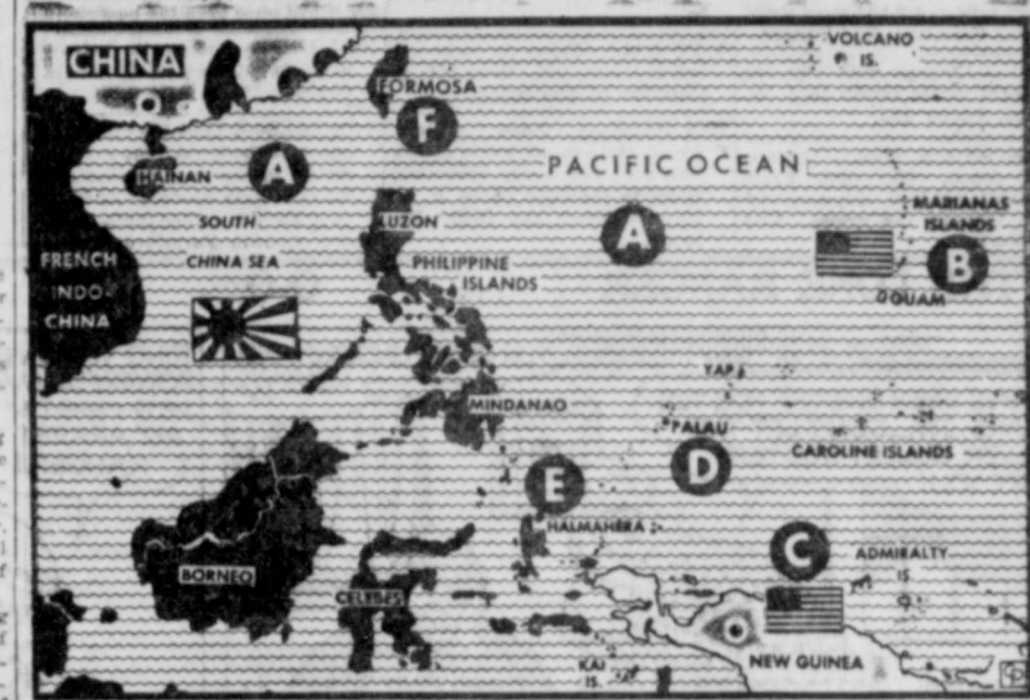 CHINA
VOLCANO
IS.
FORMOSA
F
PACIFIC OCEAN
HAINAN
A
A
MARIANAS
ISLANDS
B
SOUTH
CHINA SEA
LUZON
PHILIPPINE
ISLANDS
FRENCH
INDO-
CHINA
GUAM
YAP
MINDANAO
PALAU
D
CAROLINE ISLANDS
E
HALMAHERA
C
ADMIRALTY
IS.
BORNEO
CELEBES
KAI
IS.
NEW GUINEA